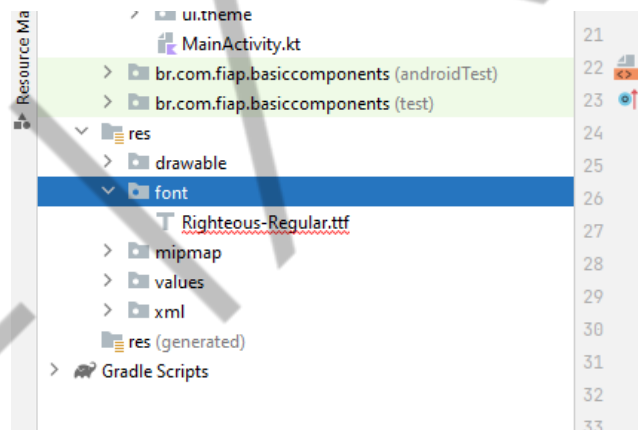 Resource Ma
ui.theme
MainActivity.kt
br.com.fiap.basiccomponents (androidTest)
br.com.fiap.basiccomponents (test)
res
drawable
font
Righteous-Regular.ttf
mipmap
values
xml
res (generated)
Gradle Scripts
21
22
23
24
25
26
27
28
29
30
31
32
33